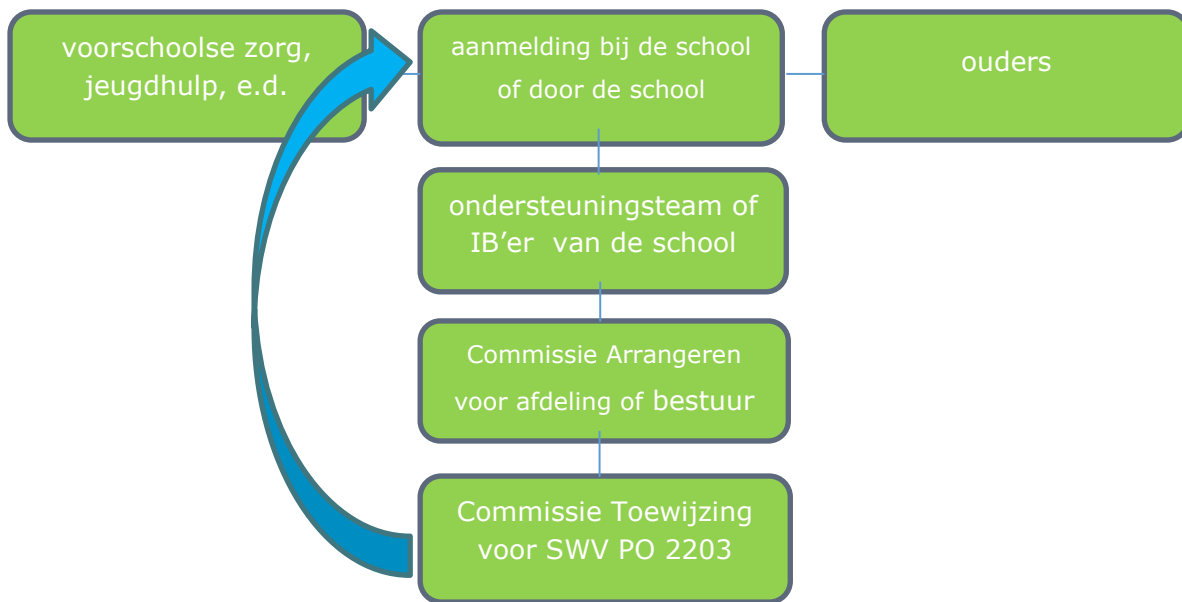 voorschoolse zorg,
jeugdhulp, e.d.
aanmelding bij de school
of door de school
ouders
ondersteuningsteam of
IB’er van de school
Commissie Arrangeren
voor afdeling of bestuur
Commissie Toewijzing
voor SWV PO 2203